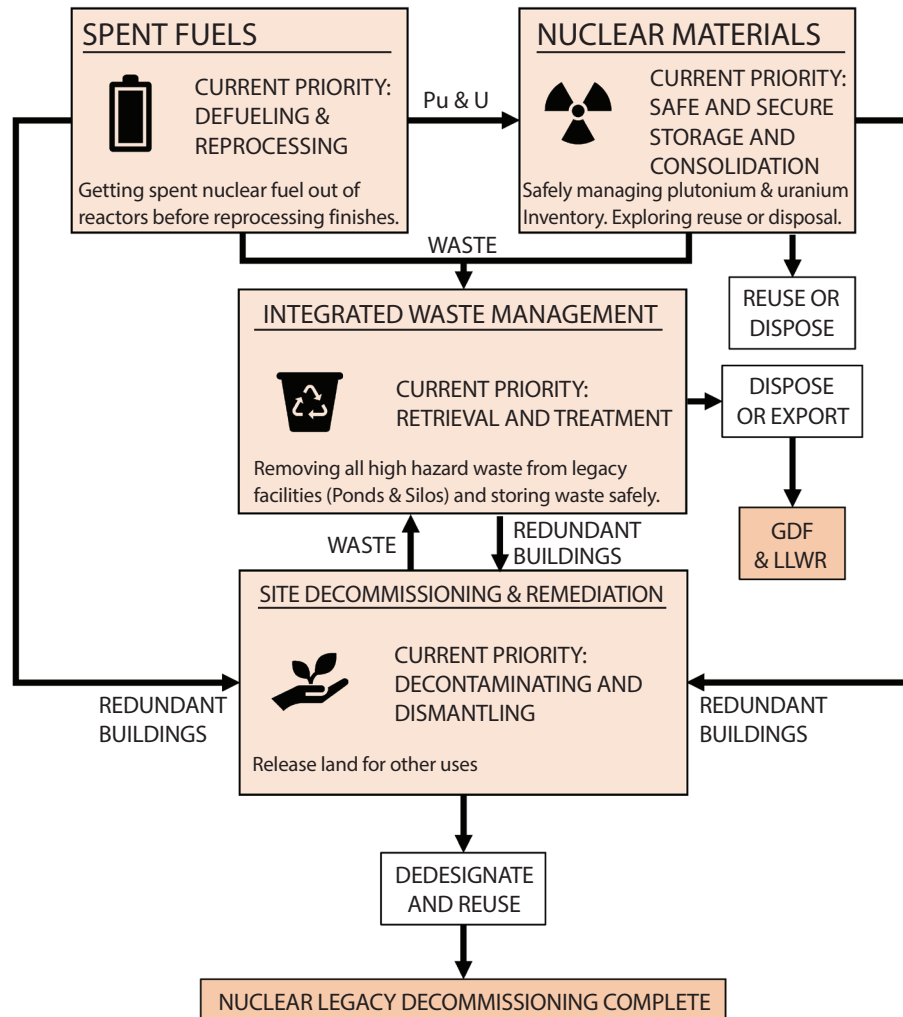 SPENT FUELS
CURRENT PRIORITY:
DEFUELING &
REPROCESSING
Getting spent nuclear fuel out of
reactors before reprocessing finishes.
Pu & U
NUCLEAR MATERIALS
CURRENT PRIORITY:
SAFE AND SECURE
STORAGE AND
CONSOLIDATION
Safely managing plutonium & uranium
Inventory. Exploring reuse or disposal.
WASTE
REUSE OR
DISPOSE
INTEGRATED WASTE MANAGEMENT
CURRENT PRIORITY:
RETRIEVAL AND TREATMENT
Removing all high hazard waste from legacy
facilities (Ponds & Silos) and storing waste safely.
DISPOSE
OR EXPORT
GDF
& LLWR
WASTE
REDUNDANT
BUILDINGS
SITE DECOMMISSIONING & REMEDIATION
CURRENT PRIORITY:
DECONTAMINATING AND
DISMANTLING
Release land for other uses
REDUNDANT
BUILDINGS
REDUNDANT
BUILDINGS
DEDESIGNATE
AND REUSE
NUCLEAR LEGACY DECOMMISSIONING COMPLETE